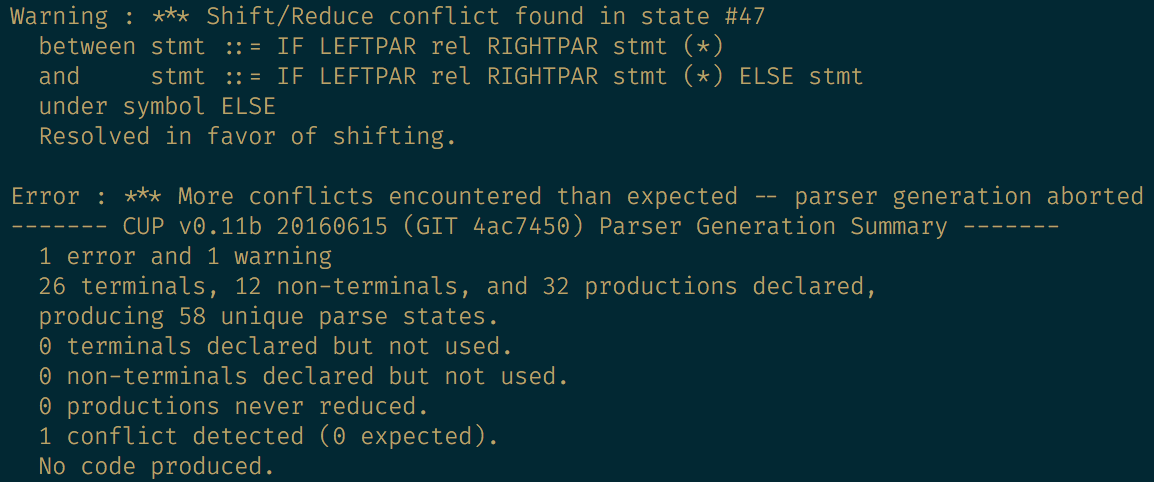 Warning : *** Shift/Reduce conflict found in state #47
  between stmt ::= IF LEFTPAR rel RIGHTPAR stmt (*)
  and     stmt ::= IF LEFTPAR rel RIGHTPAR stmt (*) ELSE stmt
  under symbol ELSE
  Resolved in favor of shifting.

Error : *** More conflicts encountered than expected -- parser generation aborted
------- CUP v0.11b 20160615 (GIT 4ac7450) Parser Generation Summary -------
  1 error and 1 warning
  26 terminals, 12 non-terminals, and 32 productions declared,
  producing 58 unique parse states.
  0 terminals declared but not used.
  0 non-terminals declared but not used.
  0 productions never reduced.
  1 conflict detected (0 expected).
  No code produced.